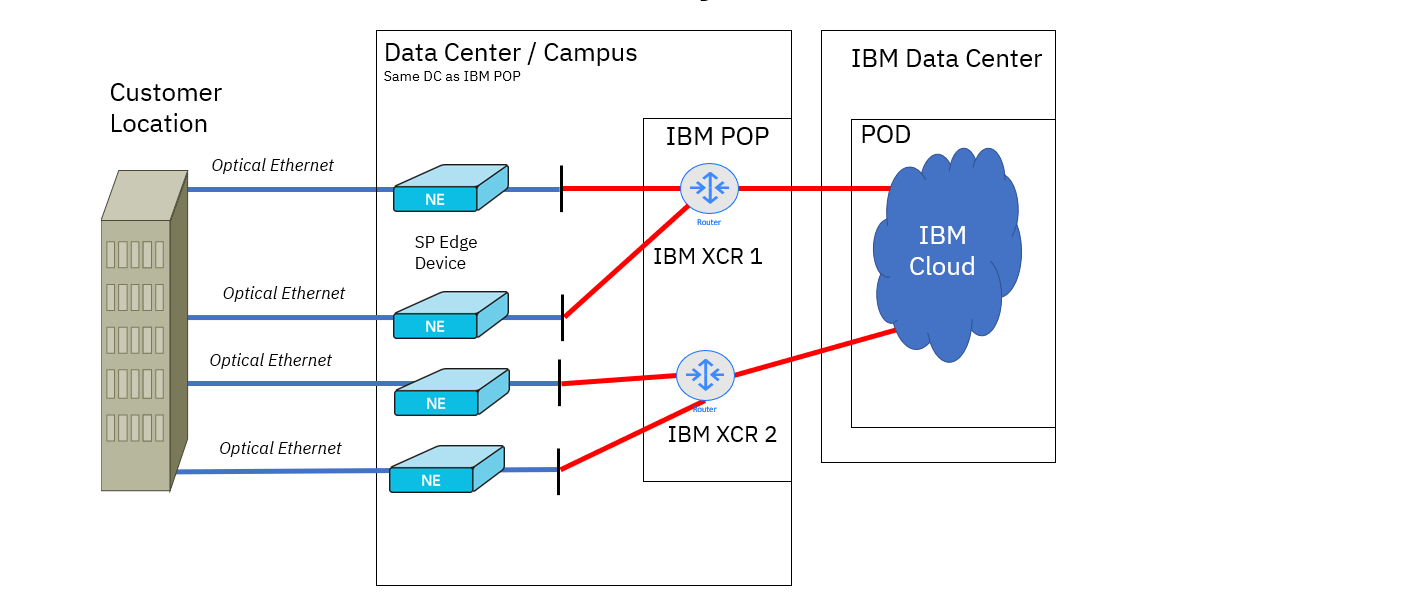 Data Center / Campus
Same DC as IBM POP
IBM Data Center
Customer
Location
IBM POP
POD
Optical Ethernet
NE
Router
SP Edge
Device
IBM XCR 1
IBM
Cloud
Optical Ethernet
NE
Optical Ethernet
NE
Router
IBM XCR 2
Optical Ethernet
NE